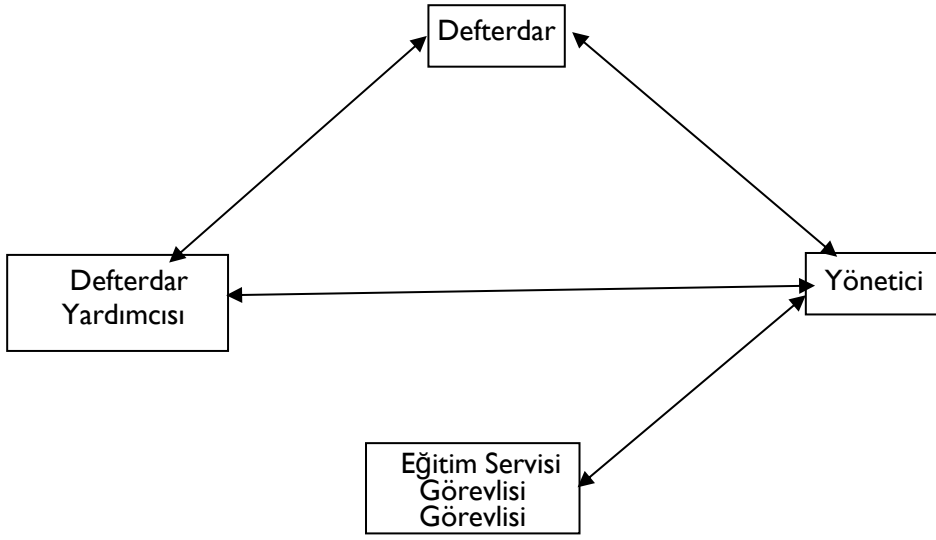 Defterdar
Defterdar
Yardımcısı
Yönetici
Eğitim Servisi
Görevlisi
Görevlisi